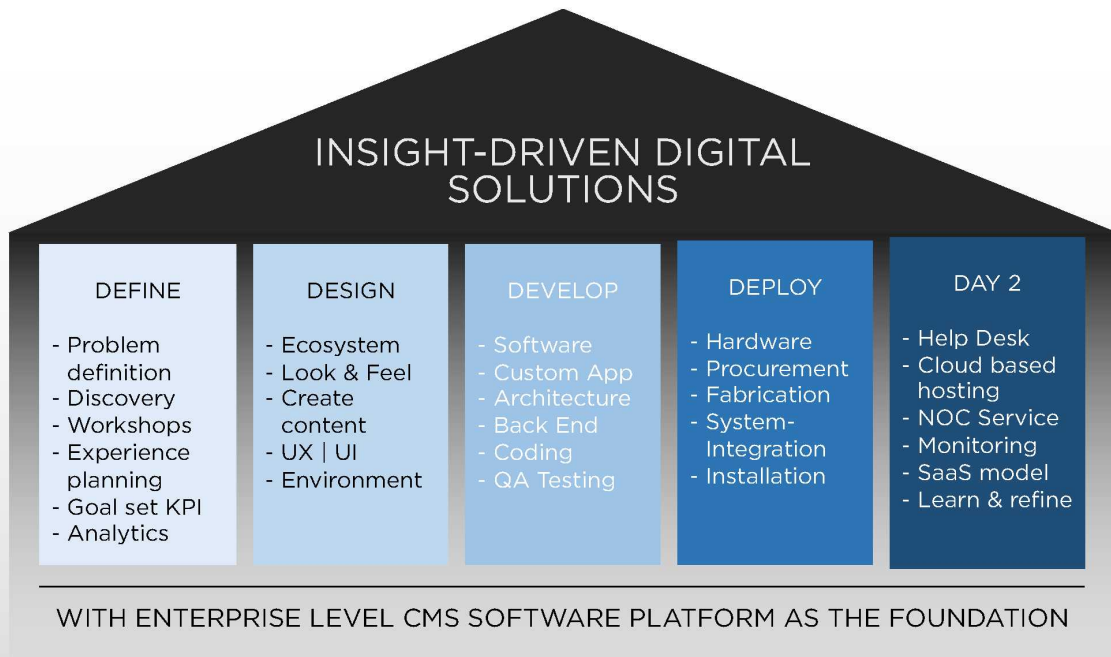 INSIGHT-DRIVEN DIGITAL
SOLUTIONS
DEFINE
- Problem
definition
- Discovery
- Workshops
- Experience
planning
- Goal set KPI
- Analytics
DESIGN
- Ecosystem
- Look & Feel
- Create
content
- UX | UI
- Environment
DEVELOP
- Software
- Custom App
- Architecture
- Back End
- Coding
- QA Testing
DEPLOY
- Hardware
- Procurement
- Fabrication
- System-
Integration
- Installation
DAY 2
- Help Desk
- Cloud based
hosting
- NOC Service
- Monitoring
- SaaS model
- Learn & refine
WITH ENTERPRISE LEVEL CMS SOFTWARE PLATFORM AS THE FOUNDATION